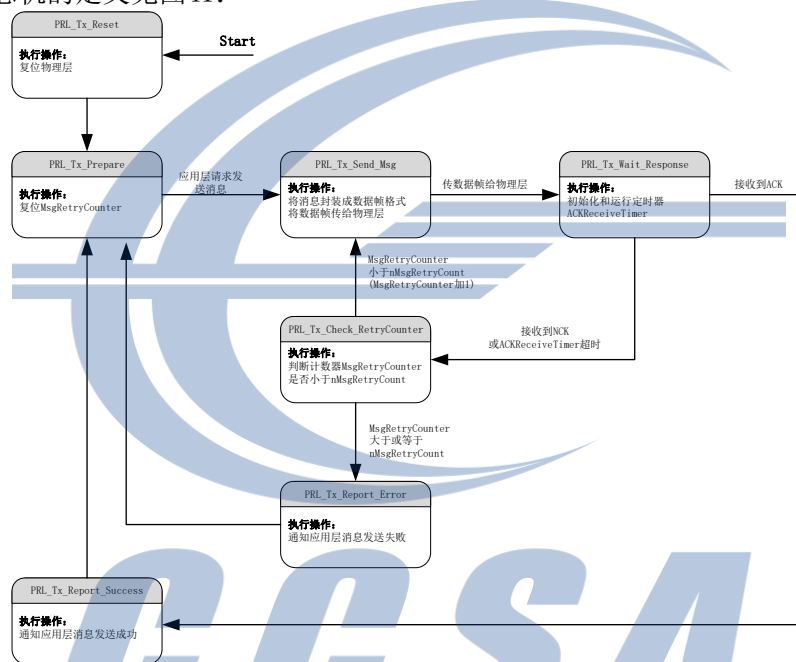 PRL_Tx_Reset
执行操作：
复位物理层
Start
PRL_Tx_Prepare
执行操作：
复位MsgRetryCounter
应用层请求发
送消息
PRL_Tx_Send_Msg
执行操作：
将消息封装成数据帧格式
将数据帧传给物理层
传数据帧给物理层
PRL_Tx_Wait_Response
执行操作：
初始化和运行定时器
ACKReceiveTimer
接收到ACK
MsgRetryCounter
小于nMsgRetryCount
(MsgRetryCounter加1)
PRL_Tx_Check_RetryCounter
执行操作：
判断计数器MsgRetryCounter
是否小于nMsgRetryCount
接收到NCK
或ACKReceiveTimer超时
MsgRetryCounter
大于或等于
nMsgRetryCount
PRL_Tx_Report_Error
执行操作：
通知应用层消息发送失败
PRL_Tx_Report_Success
执行操作：
通知应用层消息发送成功